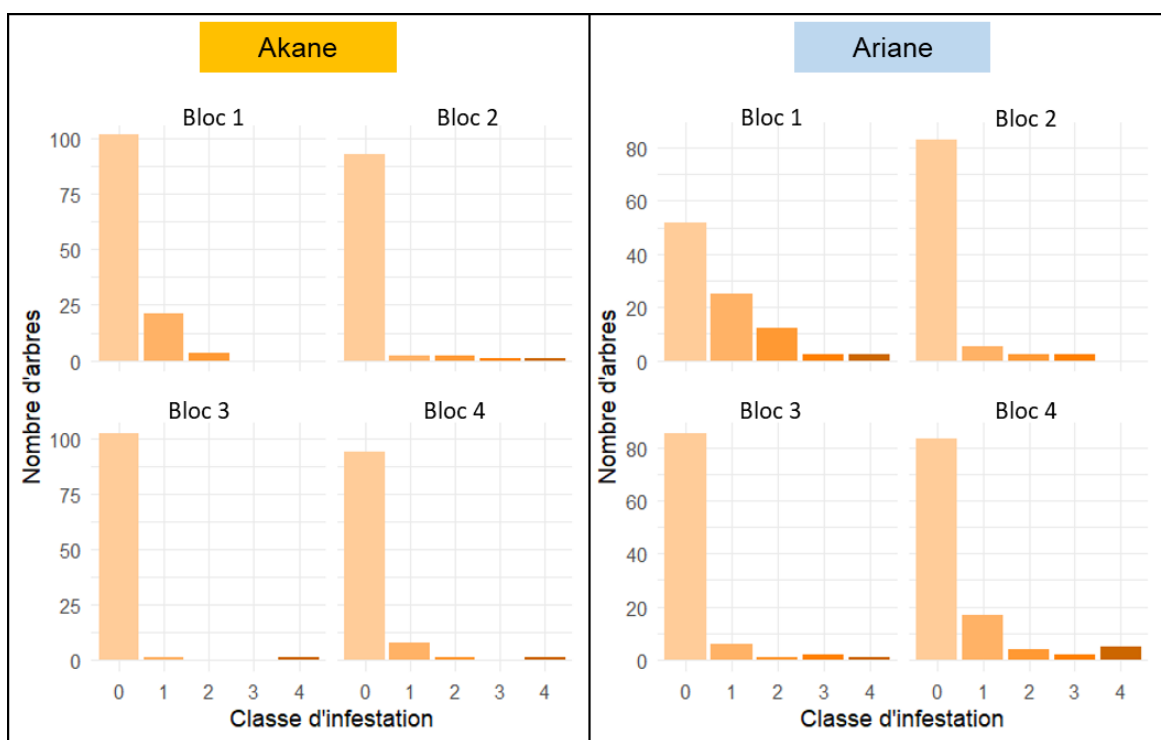 Akane
Bloc 1
Bloc 2
100
75
50
25
0
Bloc 3
Bloc 4
100
75
50
25
0
0 1 2 3 4
0 1 2 3 4
Nombre d'arbres
Classe d'infestation
Ariane
Bloc 1
Bloc 2
80
60
40
20
0
Bloc 3
Bloc 4
80
60
40
20
0
0 1 2 3 4
0 1 2 3 4
Nombre d'arbres
Classe d'infestation